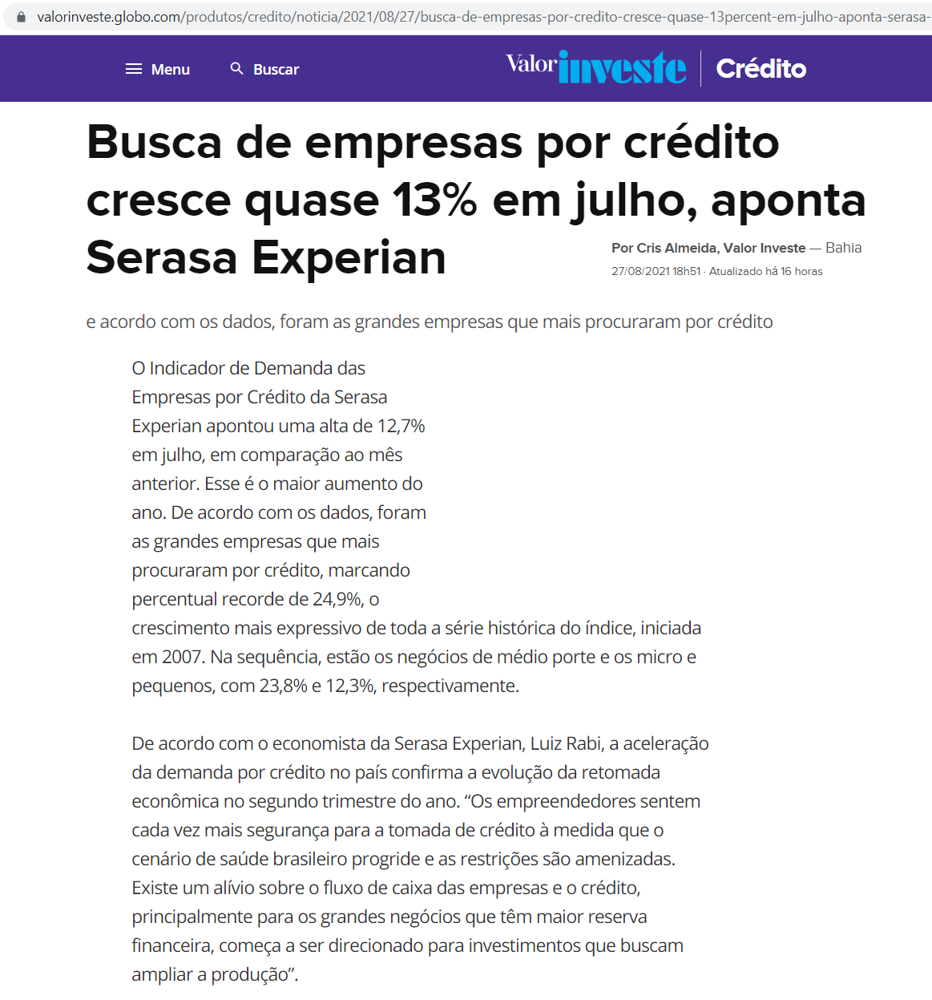 valorinveste.globo.com/produtos/credito/noticia/2021/08/27/busca-de-empresas-por-credito-cresce-quase-13percent-em-julho-aponta-serasa-
Menu
Buscar
Valor investe
Crédito
Busca de empresas por crédito
cresce quase 13% em julho, aponta
Serasa Experian
Por Cris Almeida, Valor Investe — Bahia
27/08/2021 18h51 · Atualizado há 16 horas
e acordo com os dados, foram as grandes empresas que mais procuraram por crédito
O Indicador de Demanda das
Empresas por Crédito da Serasa
Experian apontou uma alta de 12,7%
em julho, em comparação ao mês
anterior. Esse é o maior aumento do
ano. De acordo com os dados, foram
as grandes empresas que mais
procuraram por crédito, marcando
percentual recorde de 24,9%, o
crescimento mais expressivo de toda a série histórica do índice, iniciada
em 2007. Na sequência, estão os negócios de médio porte e os micro e
pequenos, com 23,8% e 12,3%, respectivamente.
De acordo com o economista da Serasa Experian, Luiz Rabi, a aceleração
da demanda por crédito no país confirma a evolução da retomada
econômica no segundo trimestre do ano. “Os empreendedores sentem
cada vez mais segurança para a tomada de crédito à medida que o
cenário de saúde brasileiro progride e as restrições são amenizadas.
Existe um alívio sobre o fluxo de caixa das empresas e o crédito,
principalmente para os grandes negócios que têm maior reserva
financeira, começa a ser direcionado para investimentos que buscam
ampliar a produção”.